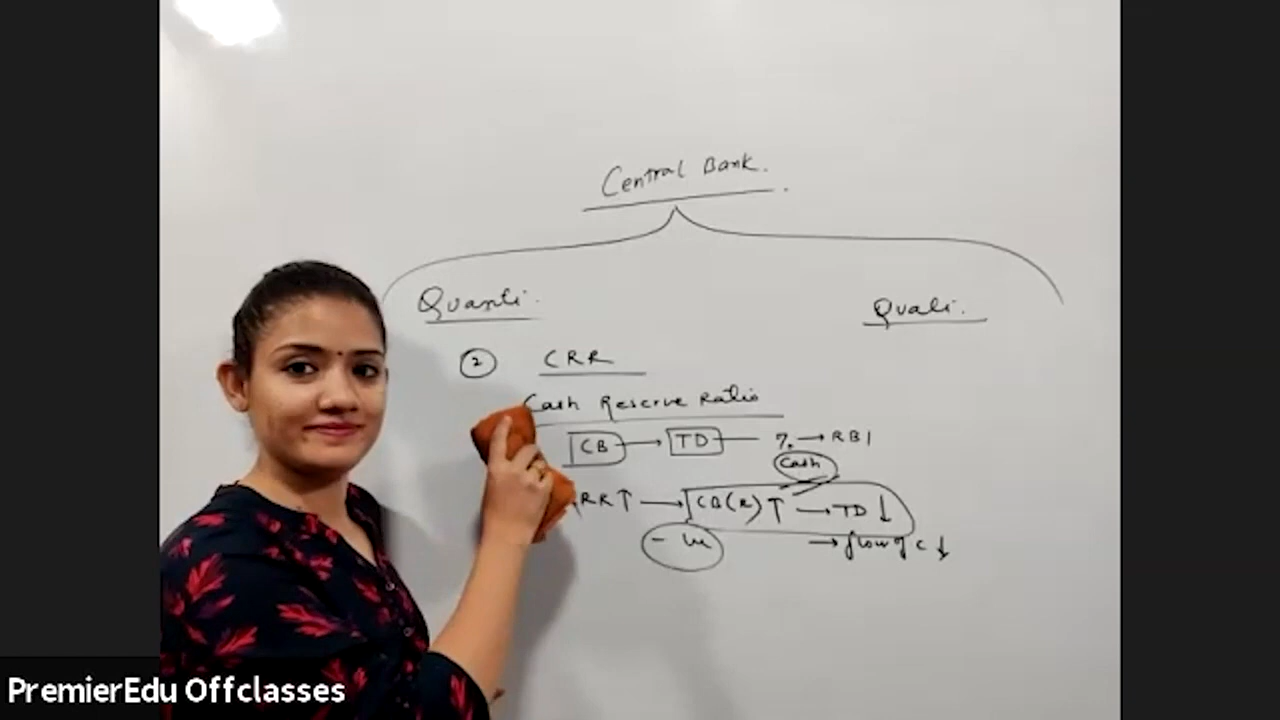 Central Bank.
Quanti. Quali.
2 CRR
Cash Reserve Ratio
CB → TD — % → RBI
Cash
RR ↑ → CB(R) ↑ → TD ↓
- ve → flow of c ↓
PremierEdu Offclasses